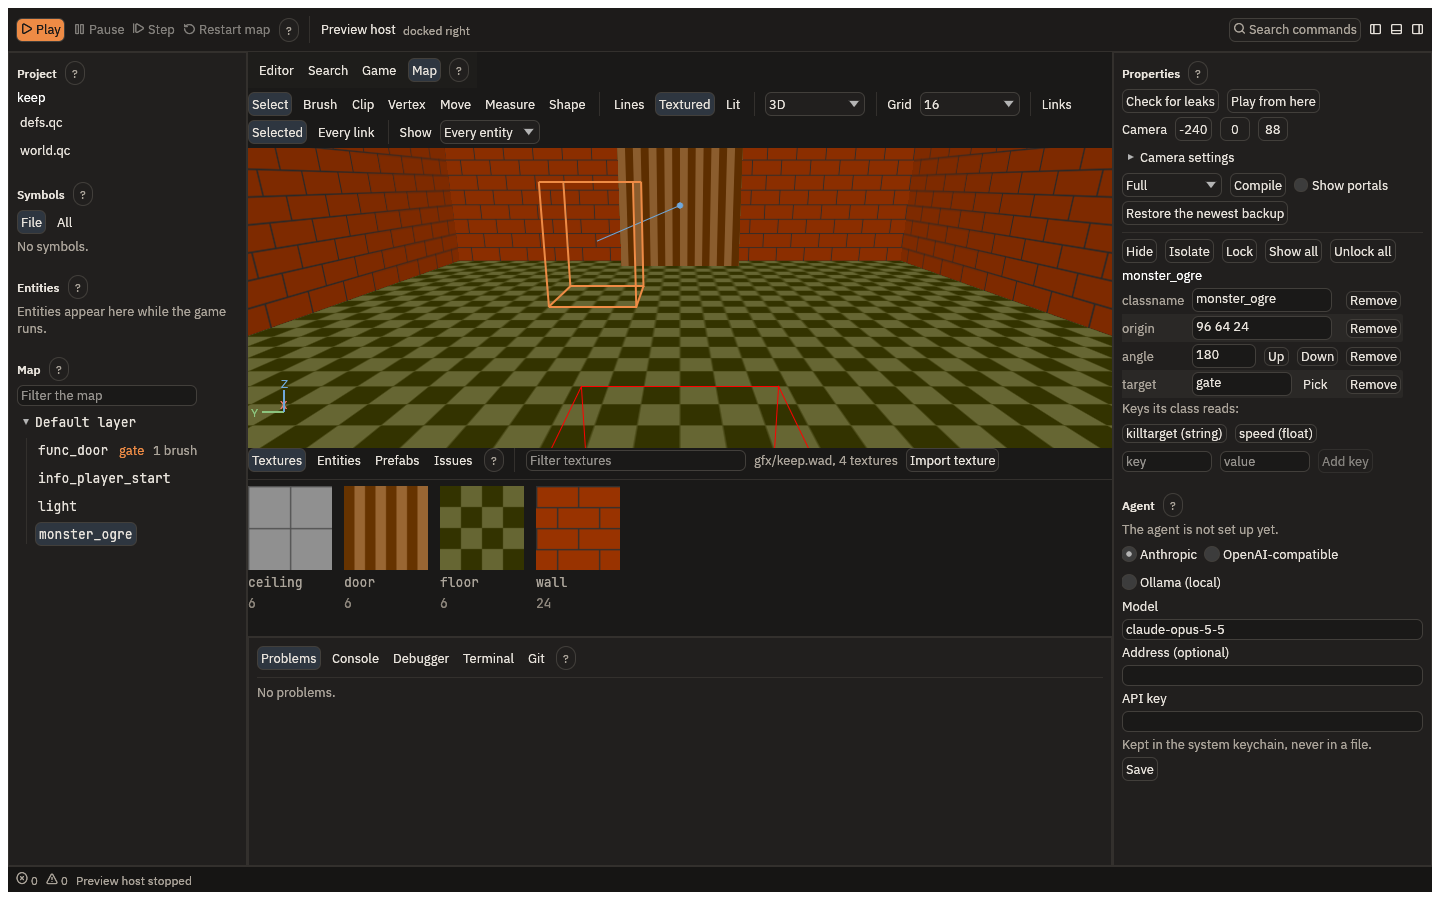 Play Pause Step Restart map ? Preview host docked right Search commands
Project ?
keep
defs.qc
world.qc
Symbols ?
File All
No symbols.
Entities ?
Entities appear here while the game
runs.
Map ?
Filter the map
Default layer
func_door gate 1 brush
info_player_start
light
monster_ogre
Editor Search Game Map ?
Select Brush Clip Vertex Move Measure Shape Lines Textured Lit 3D Grid 16 Links
Selected Every link Show Every entity
Z
Y X
Textures Entities Prefabs Issues ? Filter textures gfx/keep.wad, 4 textures Import texture
ceiling door floor wall
6 6 6 24
Problems Console Debugger Terminal Git ?
No problems.
Properties ?
Check for leaks Play from here
Camera -240 0 88
Camera settings
Full Compile Show portals
Restore the newest backup
Hide Isolate Lock Show all Unlock all
monster_ogre
classname monster_ogre Remove
origin 96 64 24 Remove
angle 180 Up Down Remove
target gate Pick Remove
Keys its class reads:
killtarget (string) speed (float)
key value Add key
Agent ?
The agent is not set up yet.
Anthropic OpenAI-compatible
Ollama (local)
Model
claude-opus-5-5
Address (optional)
API key
Kept in the system keychain, never in a file.
Save
0 0 Preview host stopped